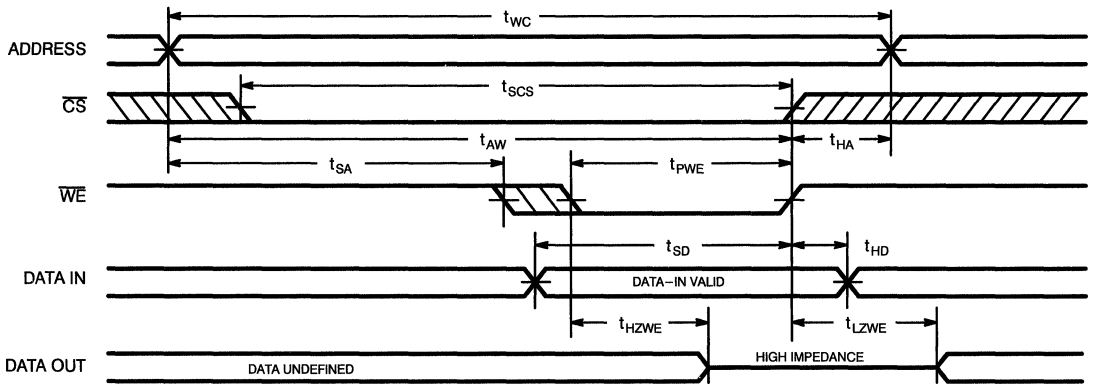 tWC
ADDRESS
CS
tSCS
tAW
tHA
tSA
tPWE
WE
tSD
tHD
DATA IN
DATA–IN VALID
tHZWE
tLZWE
DATA OUT
DATA UNDEFINED
HIGH IMPEDANCE